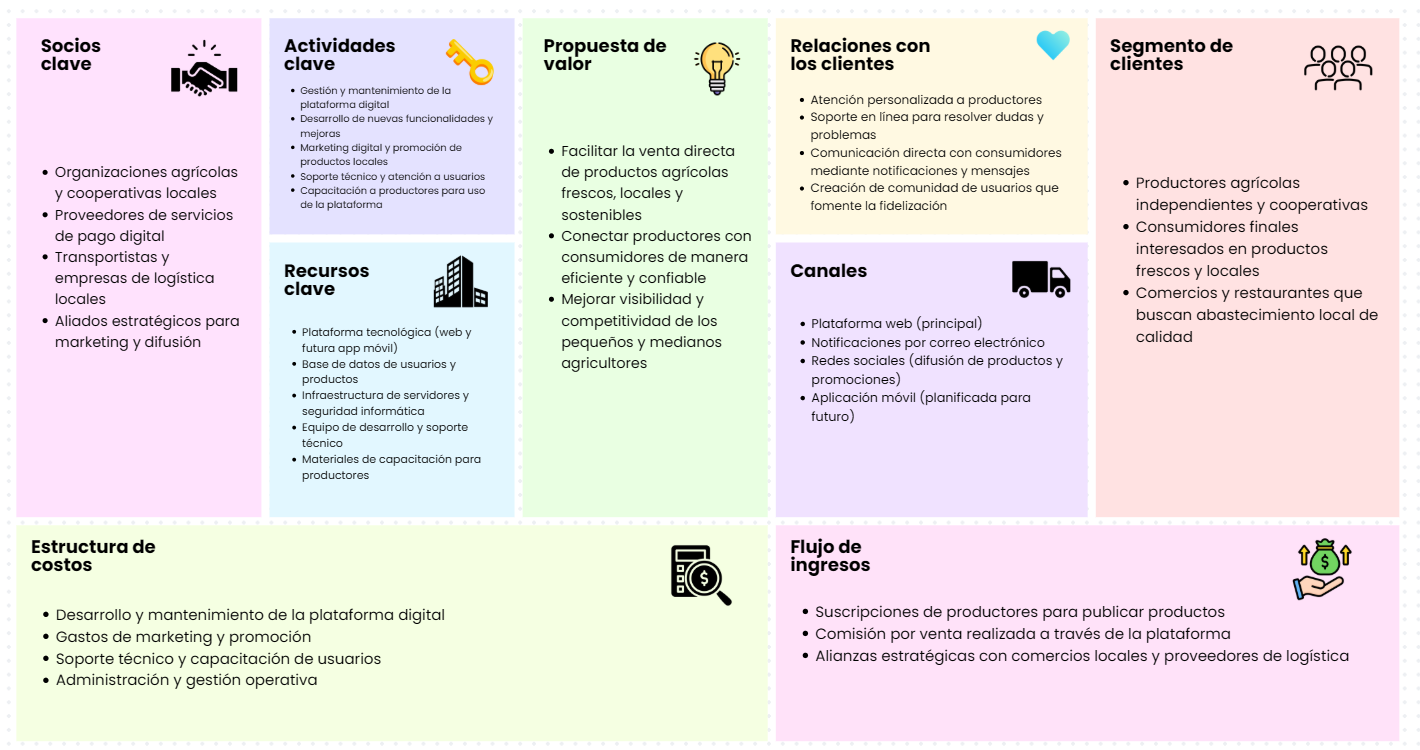 Socios
clave
• Organizaciones agrícolas
y cooperativas locales
• Proveedores de servicios
de pago digital
• Transportistas y
empresas de logística
locales
• Aliados estratégicos para
marketing y difusión
Actividades
clave
• Gestión y mantenimiento de la
plataforma digital
• Desarrollo de nuevas funcionalidades y
mejoras
• Marketing digital y promoción de
productos locales
• Soporte técnico y atención a usuarios
• Capacitación a productores para uso
de la plataforma
Recursos
clave
• Plataforma tecnológica (web y
futura app móvil)
• Base de datos de usuarios y
productos
• Infraestructura de servidores y
seguridad informática
• Equipo de desarrollo y soporte
técnico
• Materiales de capacitación para
productores
Propuesta de
valor
• Facilitar la venta directa
de productos agrícolas
frescos, locales y
sostenibles
• Conectar productores con
consumidores de manera
eficiente y confiable
• Mejorar visibilidad y
competitividad de los
pequeños y medianos
agricultores
Relaciones con
los clientes
• Atención personalizada a productores
• Soporte en línea para resolver dudas y
problemas
• Comunicación directa con consumidores
mediante notificaciones y mensajes
• Creación de comunidad de usuarios que
fomente la fidelización
Canales
• Plataforma web (principal)
• Notificaciones por correo electrónico
• Redes sociales (difusión de productos y
promociones)
• Aplicación móvil (planificada para
futuro)
Segmento de
clientes
• Productores agrícolas
independientes y cooperativas
• Consumidores finales
interesados en productos
frescos y locales
• Comercios y restaurantes que
buscan abastecimiento local de
calidad
Estructura de
costos
$
• Desarrollo y mantenimiento de la plataforma digital
• Gastos de marketing y promoción
• Soporte técnico y capacitación de usuarios
• Administración y gestión operativa
Flujo de
ingresos
$
• Suscripciones de productores para publicar productos
• Comisión por venta realizada a través de la plataforma
• Alianzas estratégicas con comercios locales y proveedores de logística